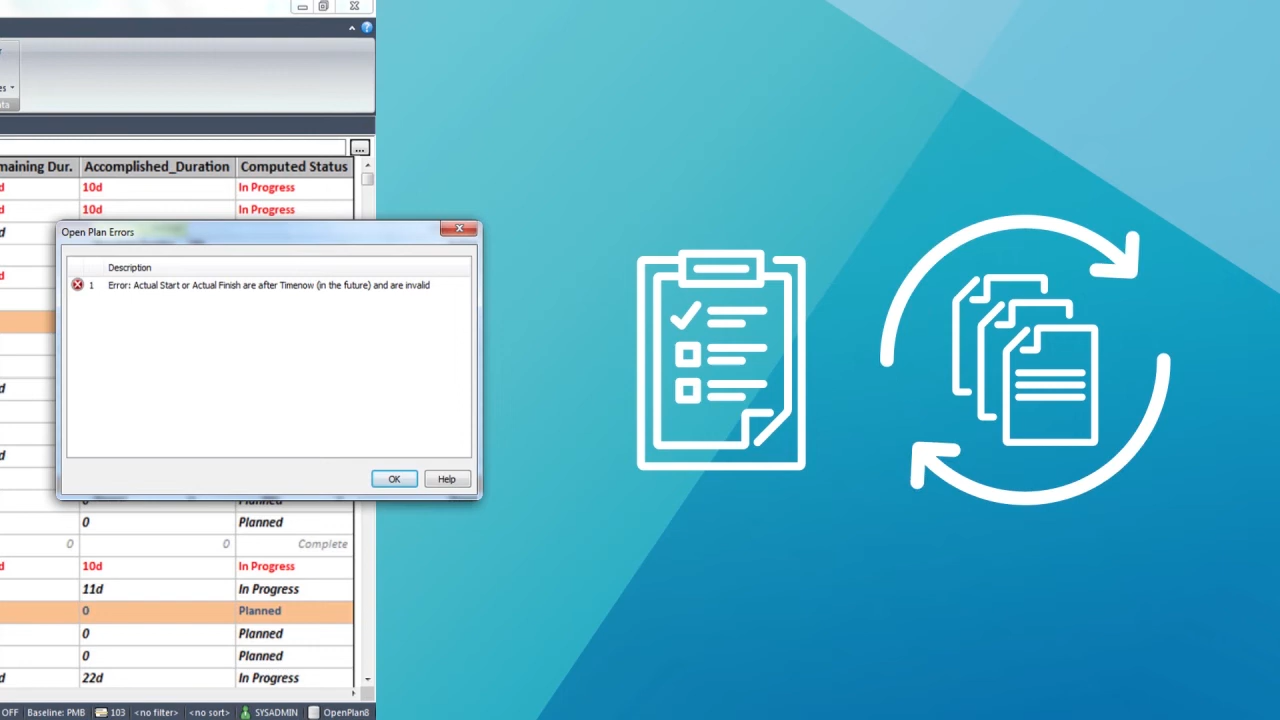 maining Dur. Accomplished_Duration Computed Status
d 10d In Progress
d 10d In Progress
d
Open Plan Errors
Description
d
1 Error: Actual Start or Actual Finish are after Timenow (in the future) and are invalid
d
d
OK Help
0 Planned
0 Planned
0 0 Complete
d 10d In Progress
11d In Progress
0 Planned
0 Planned
0 Planned
d 22d In Progress
OFF Baseline: PMB 103 <no filter> <no sort> SYSADMIN OpenPlan8